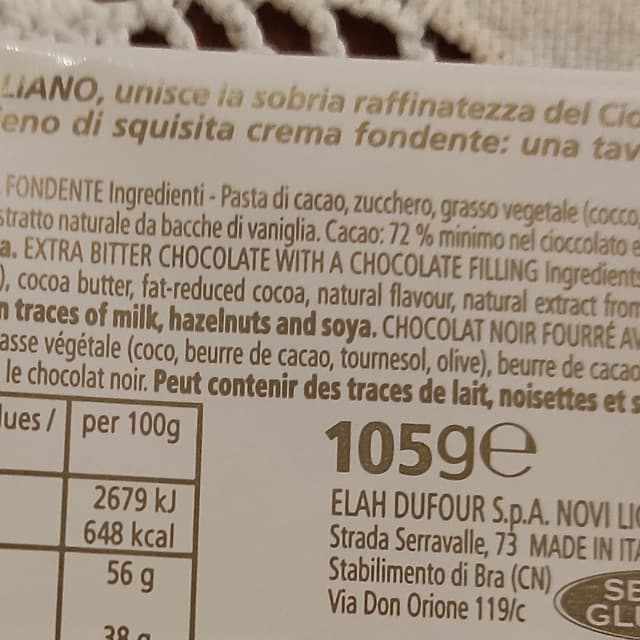 LIANO, unisce la sobria raffinatezza del Cio
eno di squisita crema fondente: una tav
FONDENTE Ingredienti - Pasta di cacao, zucchero, grasso vegetale (cocco,
stratto naturale da bacche di vaniglia. Cacao: 72 % minimo nel cioccolato e
a. EXTRA BITTER CHOCOLATE WITH A CHOCOLATE FILLING Ingredients
), cocoa butter, fat-reduced cocoa, natural flavour, natural extract from
n traces of milk, hazelnuts and soya. CHOCOLAT NOIR FOURRÉ AV
asse végétale (coco, beurre de cacao, tournesol, olive), beurre de cacao
le chocolat noir. Peut contenir des traces de lait, noisettes et s
lues / per 100g
2679 kJ
648 kcal
56 g
38 g
105g℮
ELAH DUFOUR S.p.A. NOVI LIG
Strada Serravalle, 73 MADE IN ITA
Stabilimento di Bra (CN)
Via Don Orione 119/c
SE
GLU